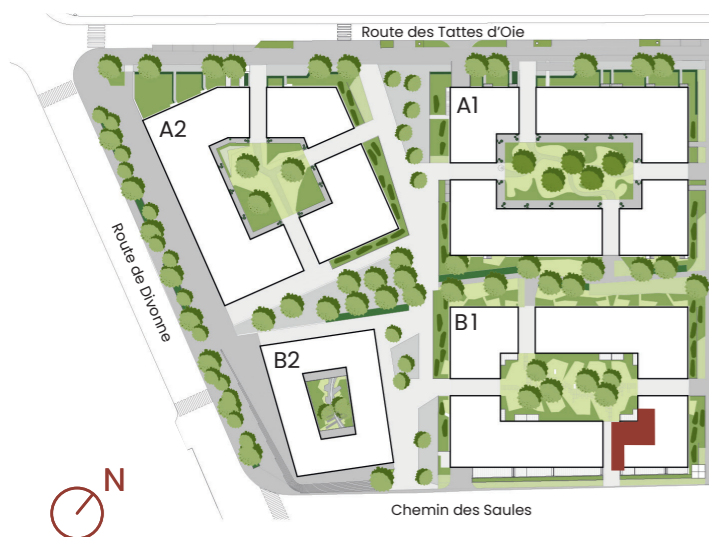 Route des Tattes d'Oie
A2
A1
Route de Divonne
B1
B2
N
Chemin des Saules